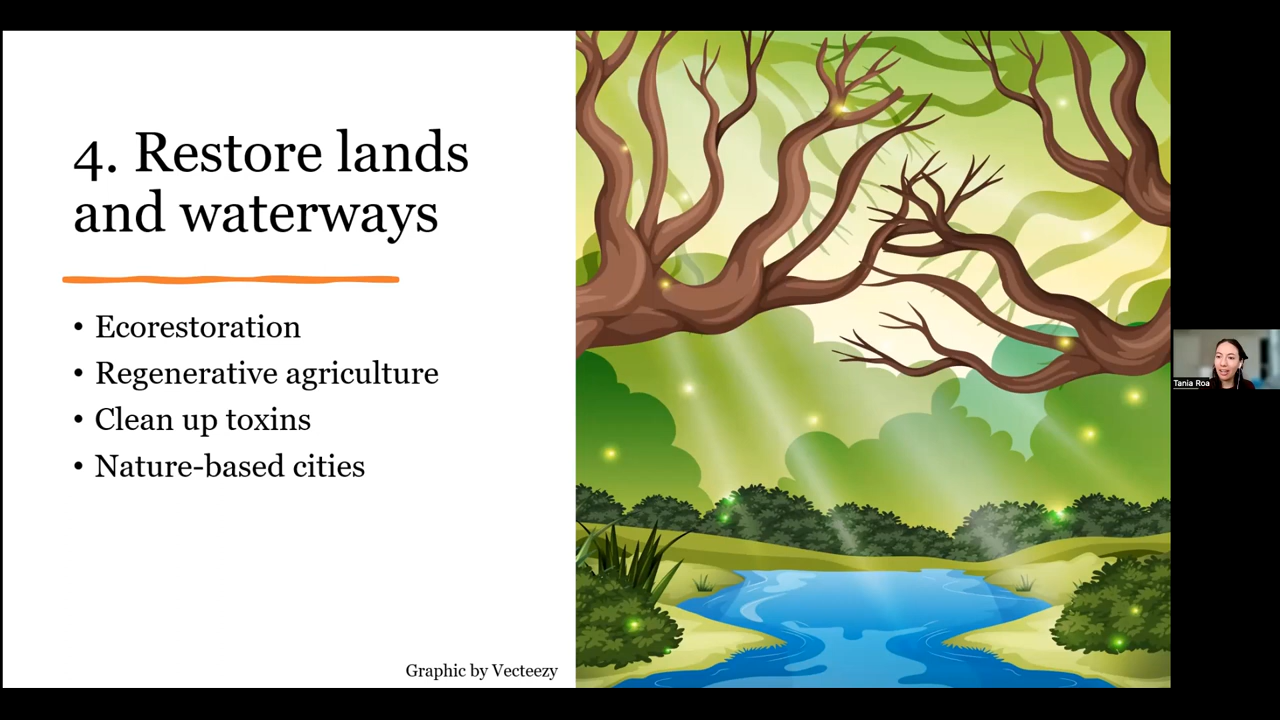 4. Restore lands
and waterways
• Ecorestoration
• Regenerative agriculture
• Clean up toxins
• Nature-based cities
Graphic by Vecteezy
Tania Roa